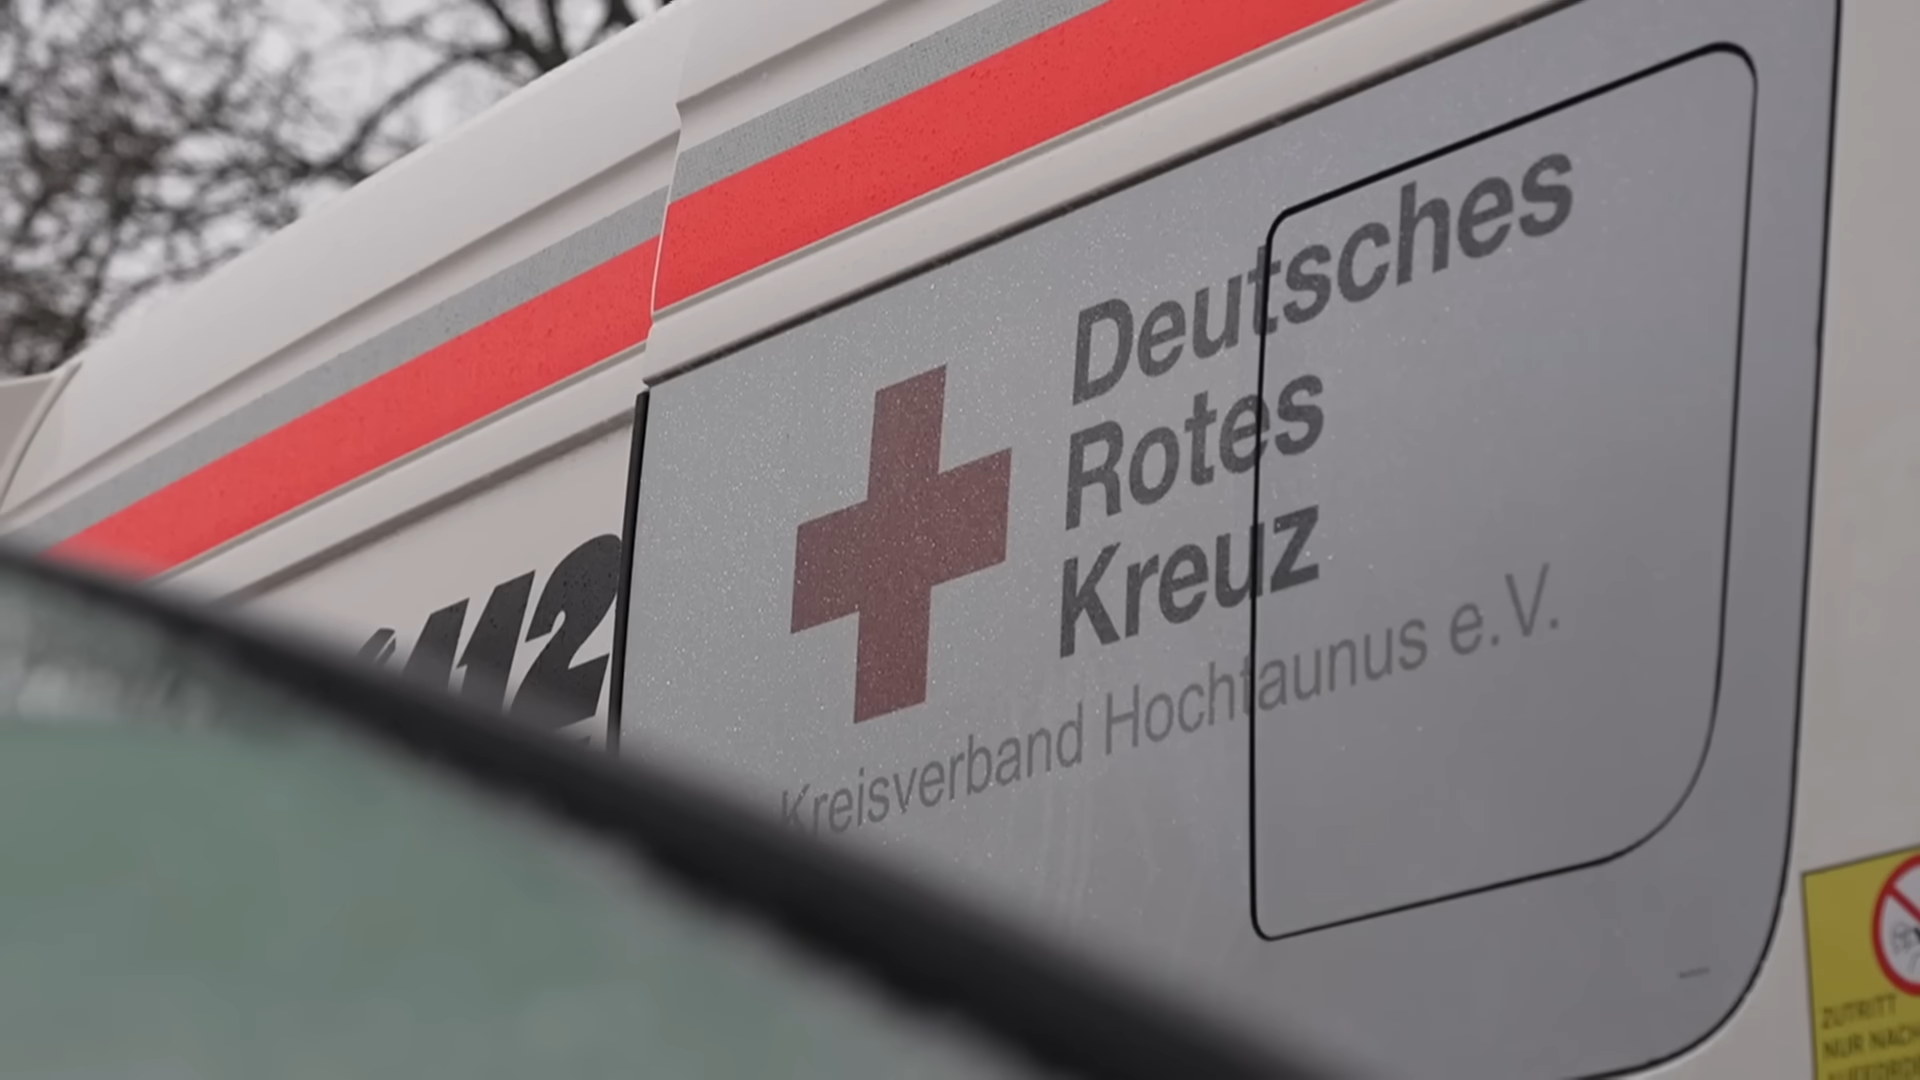 112
Deutsches
Rotes
Kreuz
Kreisverband Hochtaunus e.V.
ZUTRITT
NUR NACH